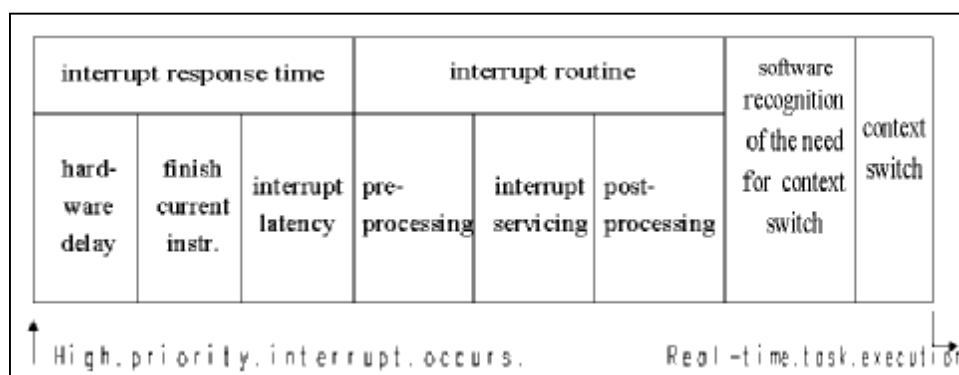 interrupt response time
interrupt routine
software
recognition
of the need
for context
switch
context
switch
hard-
ware
delay
finish
current
instr.
interrupt
latency
pre-
processing
interrupt
servicing
post-
processing
High.priority.interrupt.occurs.
Real-time.task.execution